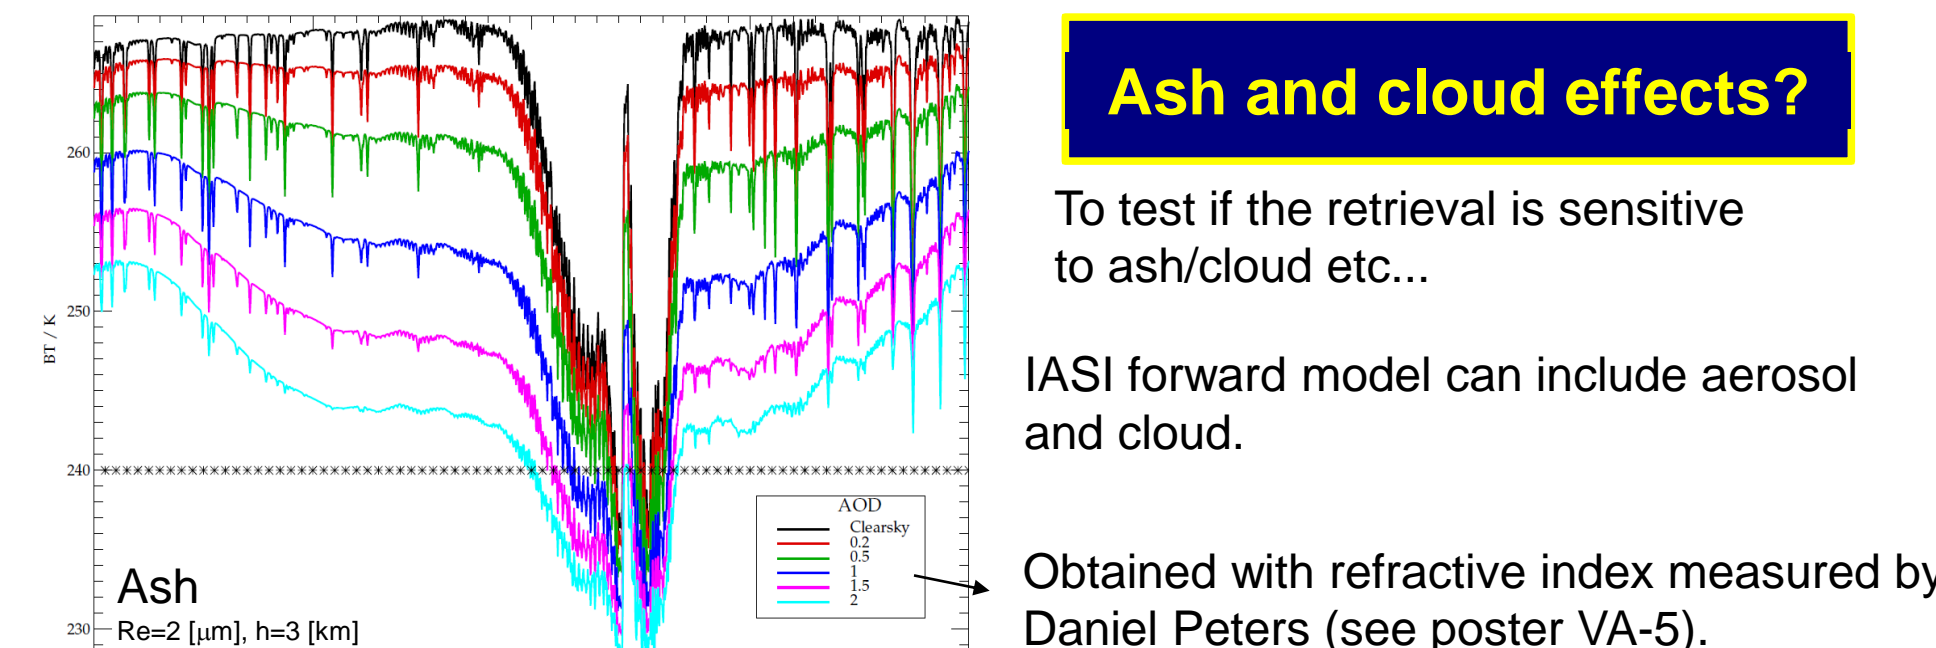 Ash and cloud effects?
To test if the retrieval is sensitive
to ash/cloud etc...
IASI forward model can include aerosol
and cloud.
Obtained with refractive index measured by
Daniel Peters (see poster VA-5).
BT / K
260
250
240
230
AOD
Clearsky
0.2
0.5
1
1.5
2
Ash
Re=2 [μm], h=3 [km]